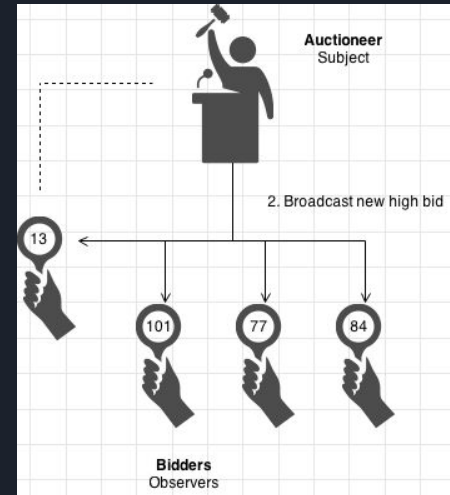 Auctioneer
Subject
2. Broadcast new high bid
13
101
77
84
Bidders
Observers